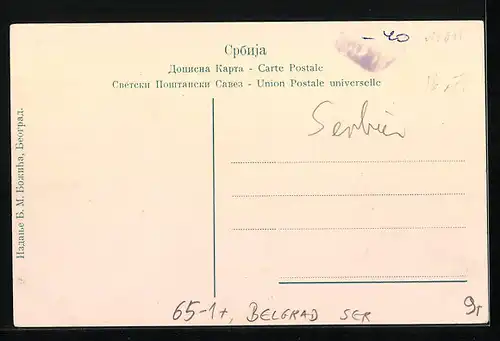 - 40
Србија
Дописна Карта - Carte Postale
Светски Поштански Савез - Union Postale universelle
Serbien
Издање Б. М. Божића, Београд.
65-1+, BELGRAD SER